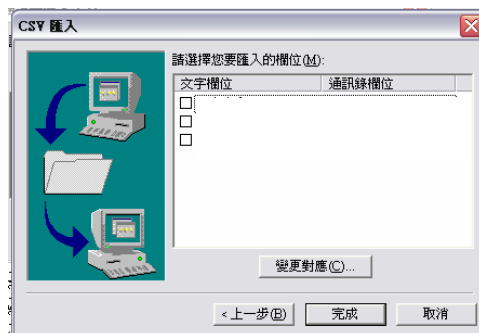 CSV 匯入
請選擇您要匯入的欄位(M):
文字欄位 通訊錄欄位
變更對應(C)...
<上一步(B) 完成 取消